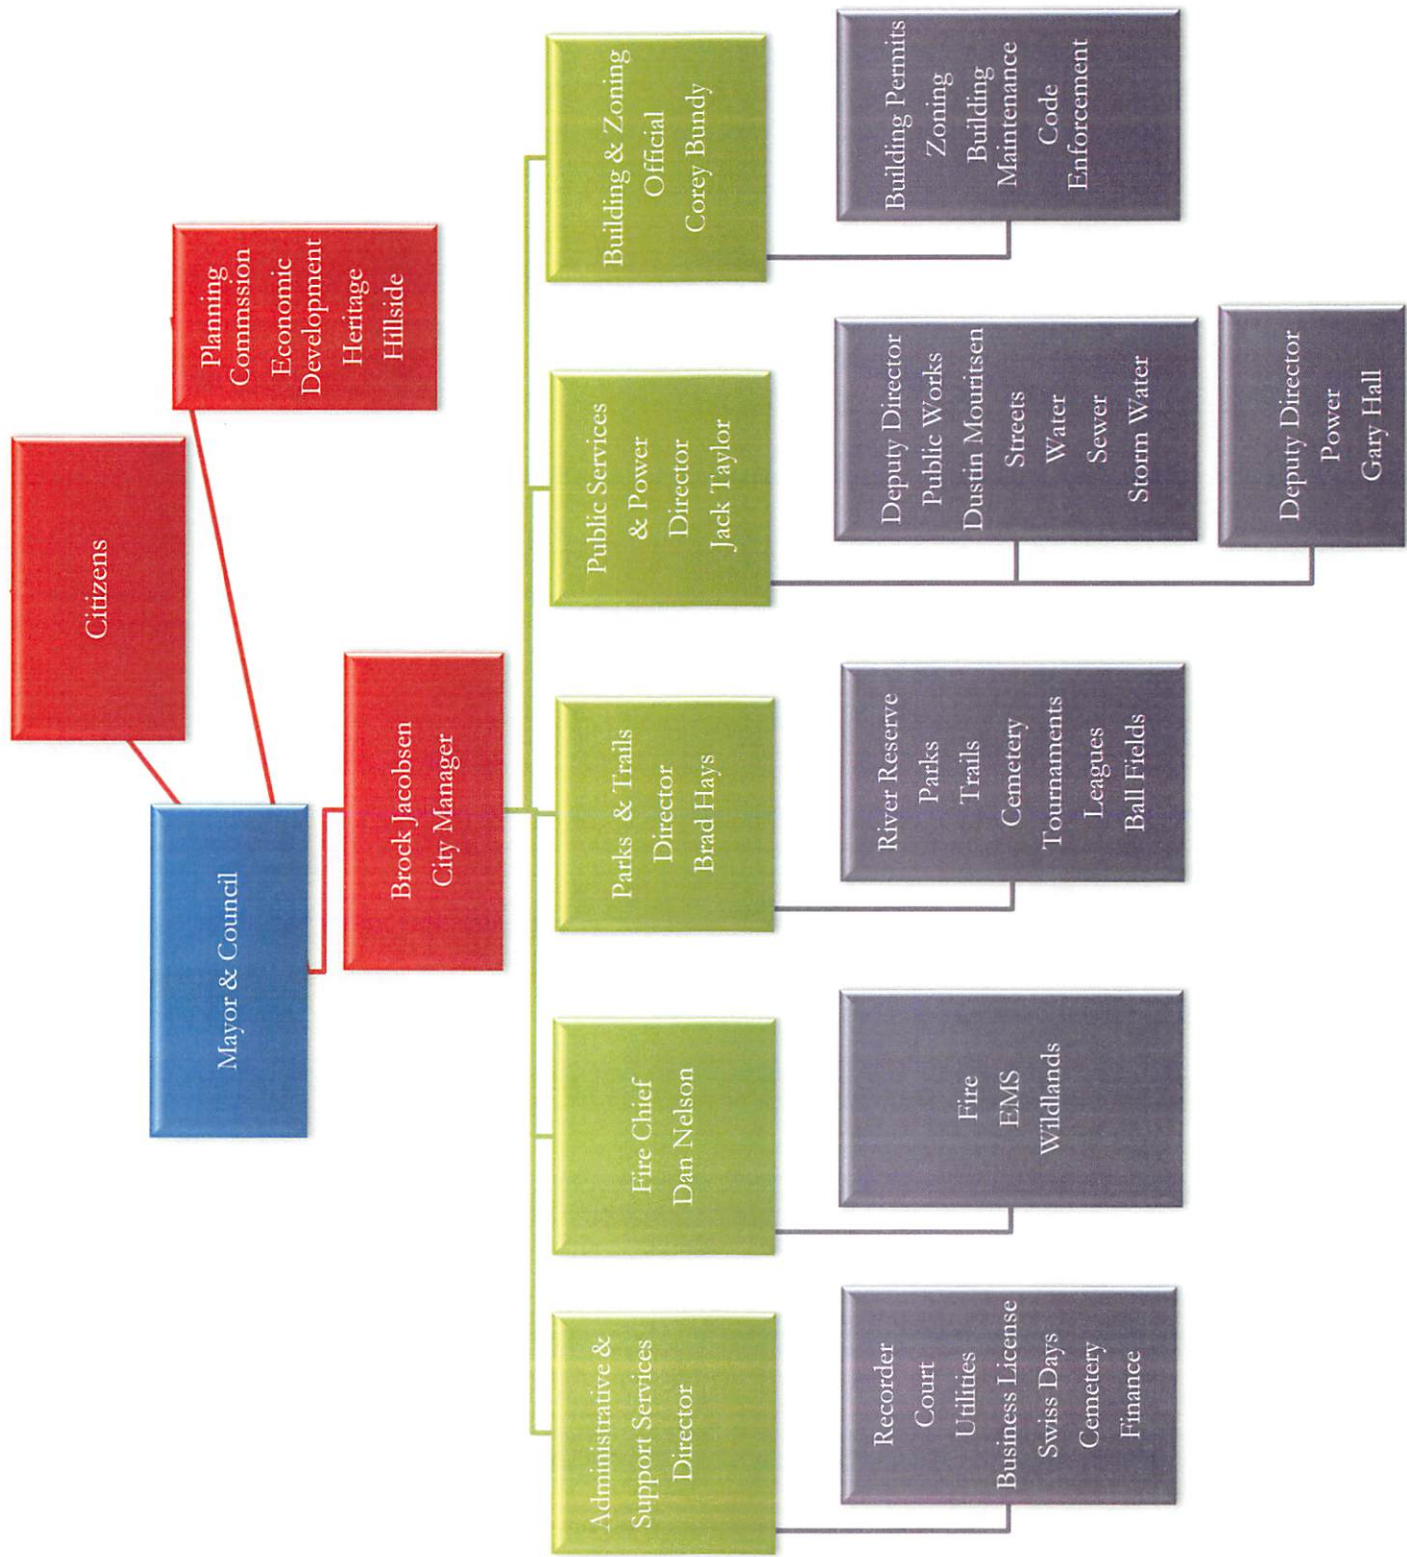 Citizens
Mayor & Council
Planning
Commssion
Economic
Development
Heritage
Hillside
Brock Jacobsen
City Manager
Administrative &
Support Services
Director
Fire Chief
Dan Nelson
Parks & Trails
Director
Brad Hays
Public Services
& Power
Director
Jack Taylor
Building & Zoning
Official
Corey Bundy
Recorder
Court
Utilities
Business License
Swiss Days
Cemetery
Finance
Fire
EMS
Wildlands
River Reserve
Parks
Trails
Cemetery
Tournaments
Leagues
Ball Fields
Deputy Director
Public Works
Dustin Mouritsen
Streets
Water
Sewer
Storm Water
Deputy Director
Power
Gary Hall
Building Permits
Zoning
Building
Maintenance
Code
Enforcement